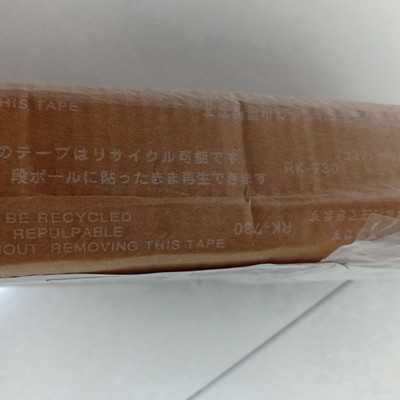 THIS TAPE
のテープはリサイクル可能です
段ボールに貼ったまま再生できます
RK-730
BE RECYCLED
REPULPABLE
OUT REMOVING THIS TAPE
RK-730